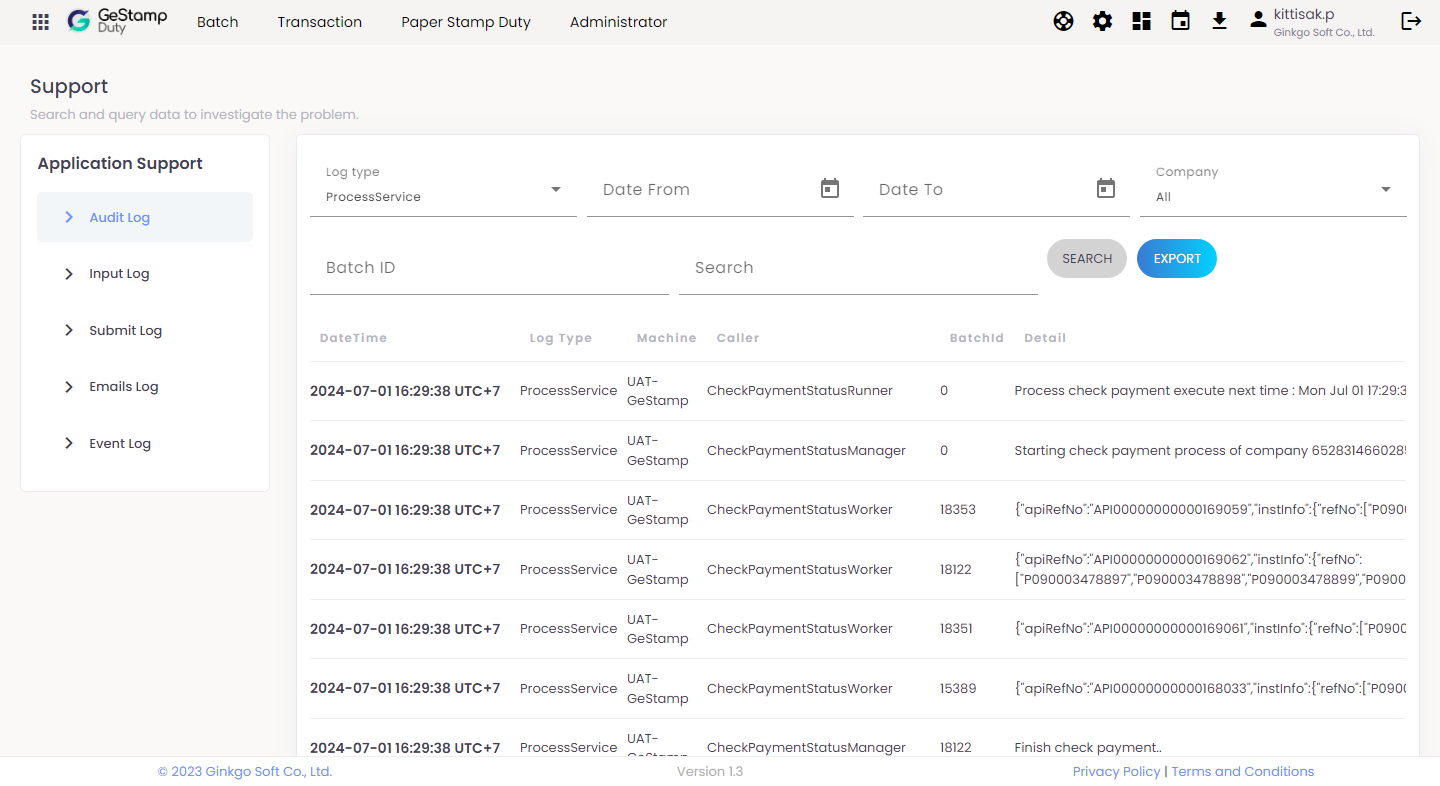 GeStamp
Duty
Batch
Transaction
Paper Stamp Duty
Administrator
kittisak.p
Ginkgo Soft Co., Ltd.
Support
Search and query data to investigate the problem.
Application Support
Audit Log
Input Log
Submit Log
Emails Log
Event Log
Log type
ProcessService
Date From
Date To
Company
All
Batch ID
Search
SEARCH
EXPORT
DateTime Log Type Machine Caller BatchId Detail
2024-07-01 16:29:38 UTC+7 ProcessService UAT-GeStamp CheckPaymentStatusRunner 0 Process check payment execute next time : Mon Jul 01 17:29:3
2024-07-01 16:29:38 UTC+7 ProcessService UAT-GeStamp CheckPaymentStatusManager 0 Starting check payment process of company 652831466028
2024-07-01 16:29:38 UTC+7 ProcessService UAT-GeStamp CheckPaymentStatusWorker 18353 {"apiRefNo":"API00000000000169059","instInfo":{"refNo":["P090
2024-07-01 16:29:38 UTC+7 ProcessService UAT-GeStamp CheckPaymentStatusWorker 18122 {"apiRefNo":"API00000000000169062","instInfo":{"refNo":
["P090003478897","P090003478898","P090003478899","P0900
2024-07-01 16:29:38 UTC+7 ProcessService UAT-GeStamp CheckPaymentStatusWorker 18351 {"apiRefNo":"API00000000000169061","instInfo":{"refNo":["P0900
2024-07-01 16:29:38 UTC+7 ProcessService UAT-GeStamp CheckPaymentStatusWorker 15389 {"apiRefNo":"API00000000000168033","instInfo":{"refNo":["P0900
2024-07-01 16:29:38 UTC+7 ProcessService UAT- CheckPaymentStatusManager 18122 Finish check payment..
© 2023 Ginkgo Soft Co., Ltd.
Version 1.3
Privacy Policy | Terms and Conditions